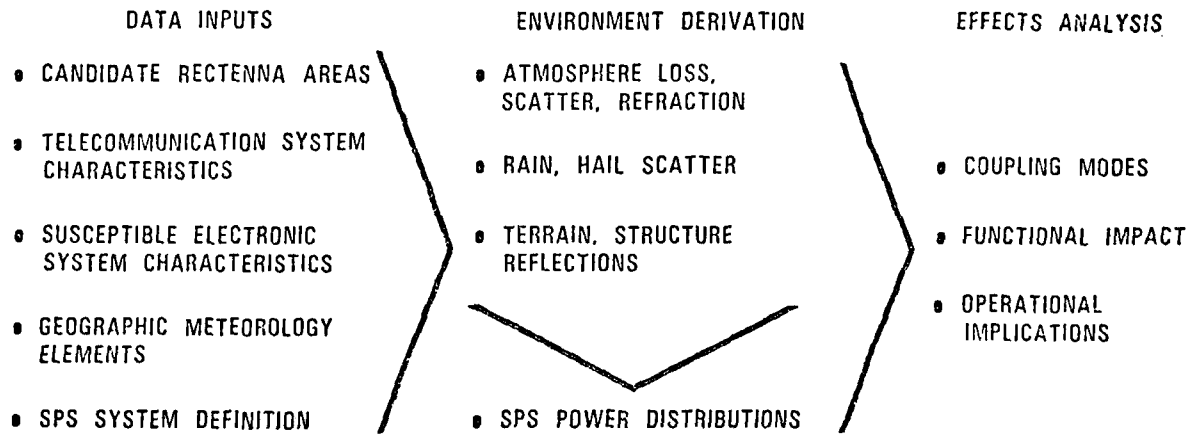 DATA INPUTS
• CANDIDATE RECTENNA AREAS
• TELECOMMUNICATION SYSTEM
CHARACTERISTICS
• SUSCEPTIBLE ELECTRONIC
SYSTEM CHARACTERISTICS
• GEOGRAPHIC METEOROLOGY
ELEMENTS
• SPS SYSTEM DEFINITION
ENVIRONMENT DERIVATION
• ATMOSPHERE LOSS,
SCATTER, REFRACTION
• RAIN, HAIL SCATTER
• TERRAIN, STRUCTURE
REFLECTIONS
• SPS POWER DISTRIBUTIONS
EFFECTS ANALYSIS
• COUPLING MODES
• FUNCTIONAL IMPACT
• OPERATIONAL
IMPLICATIONS